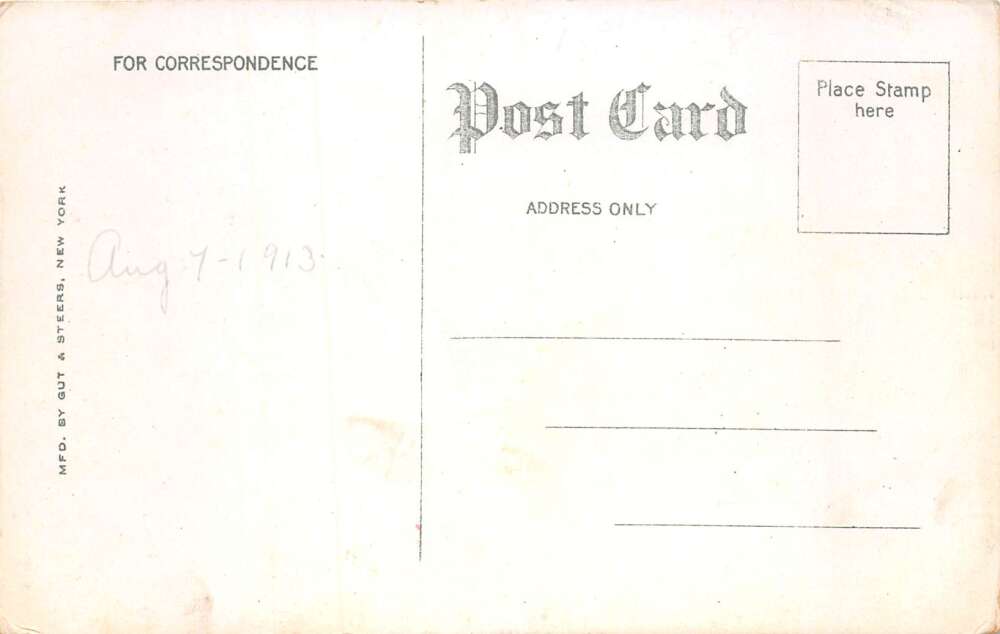 FOR CORRESPONDENCE
Post Card
Place Stamp
here
ADDRESS ONLY
MFD. BY GUT & STEERS, NEW YORK
Aug 7-1913.